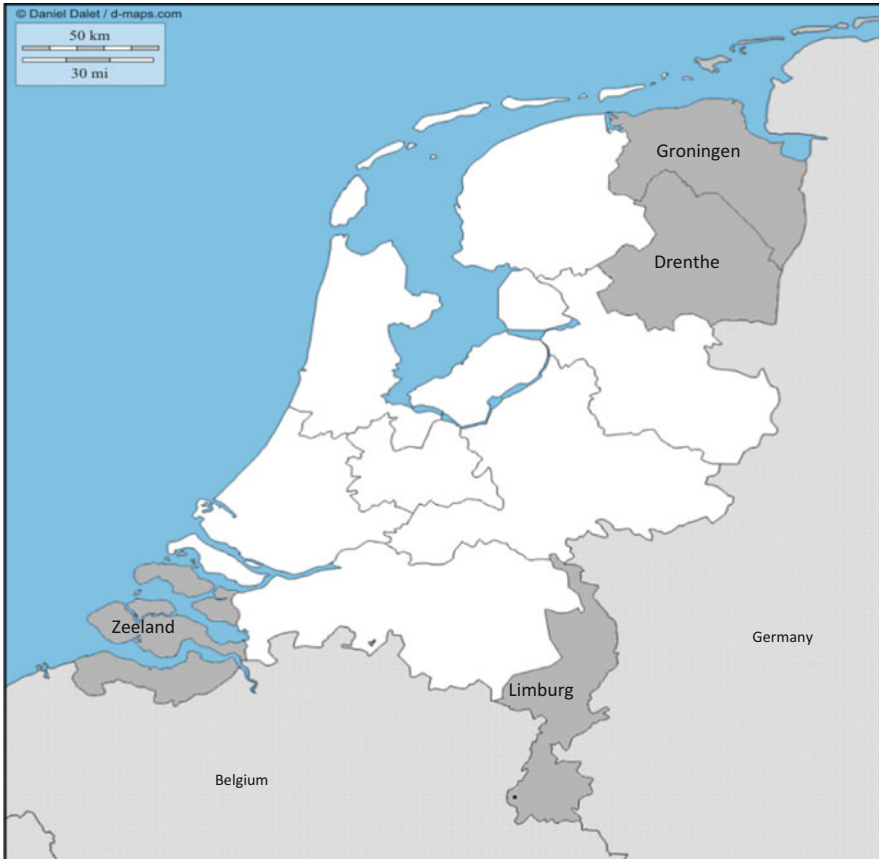 © Daniel Dalet / d-maps.com
50 km
30 mi
Groningen
Drenthe
Zeeland
Germany
Limburg
Belgium